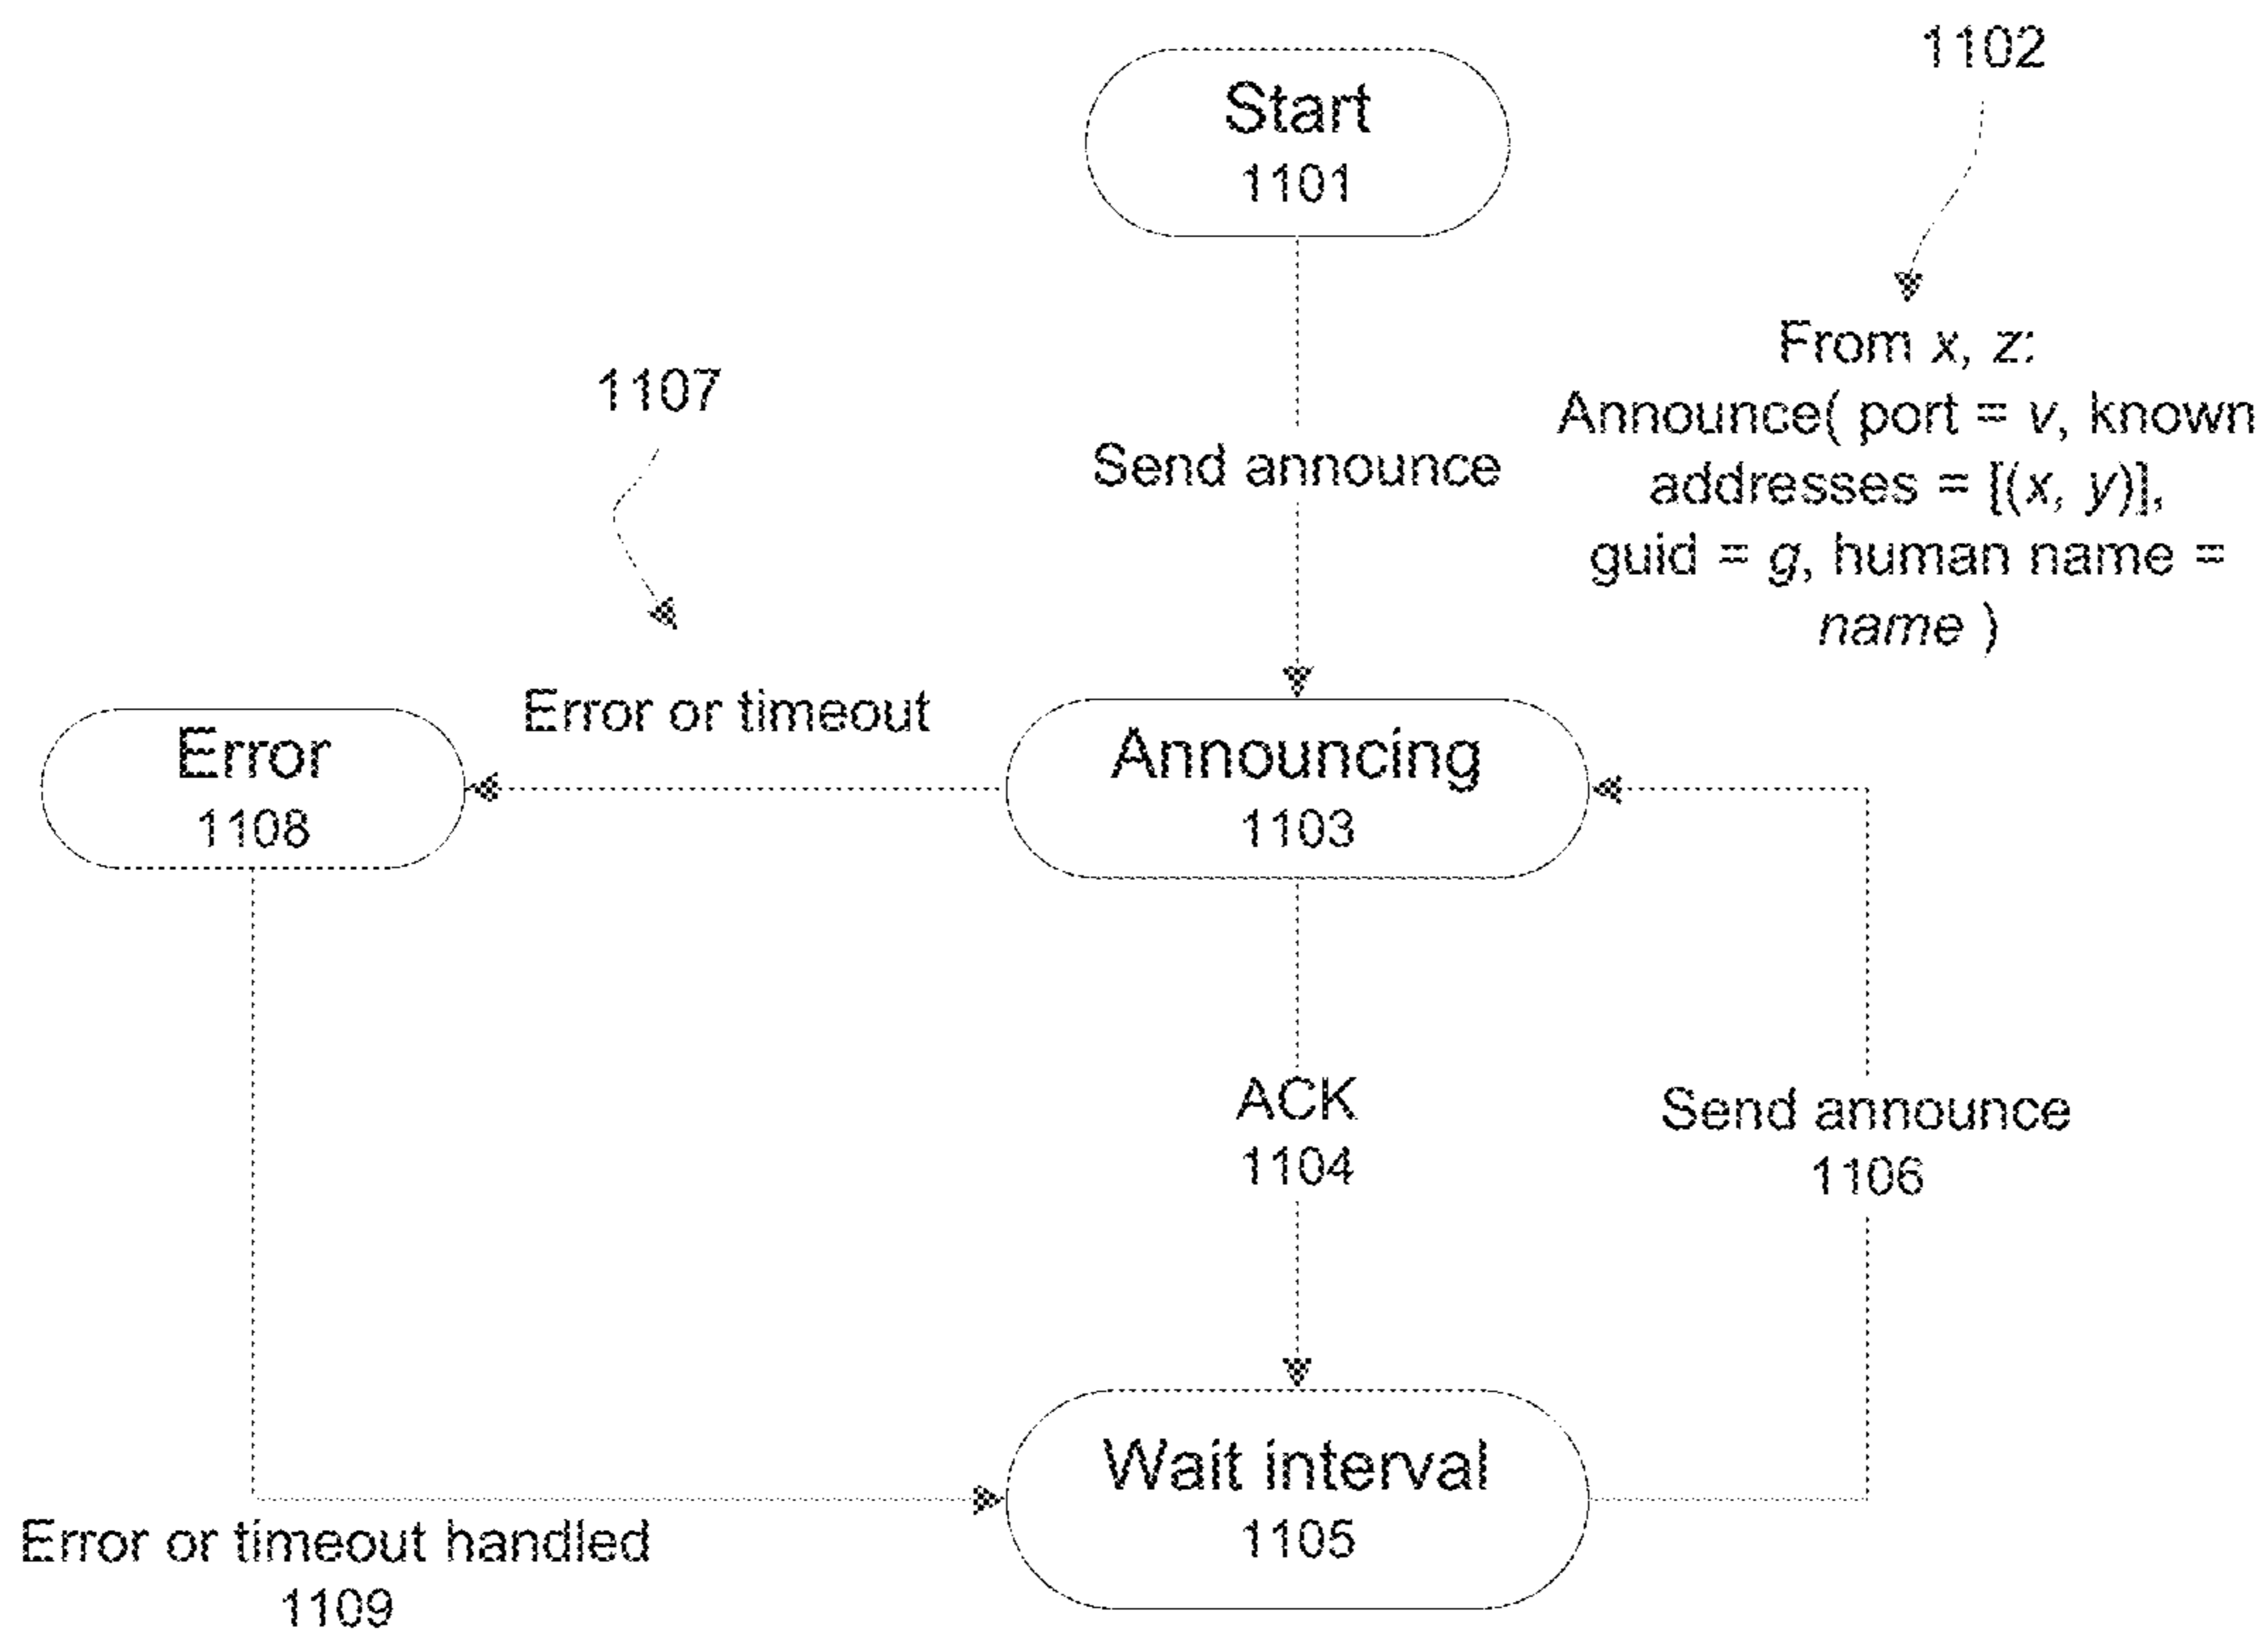 1102
Start
1101
From x, z:
Announce( port = v, known
addresses = [(x, y)],
guid = g, human name =
name )
1107
Send announce
Error or timeout
Error
1108
Announcing
1103
ACK
1104
Send announce
1106
Wait interval
1105
Error or timeout handled
1109